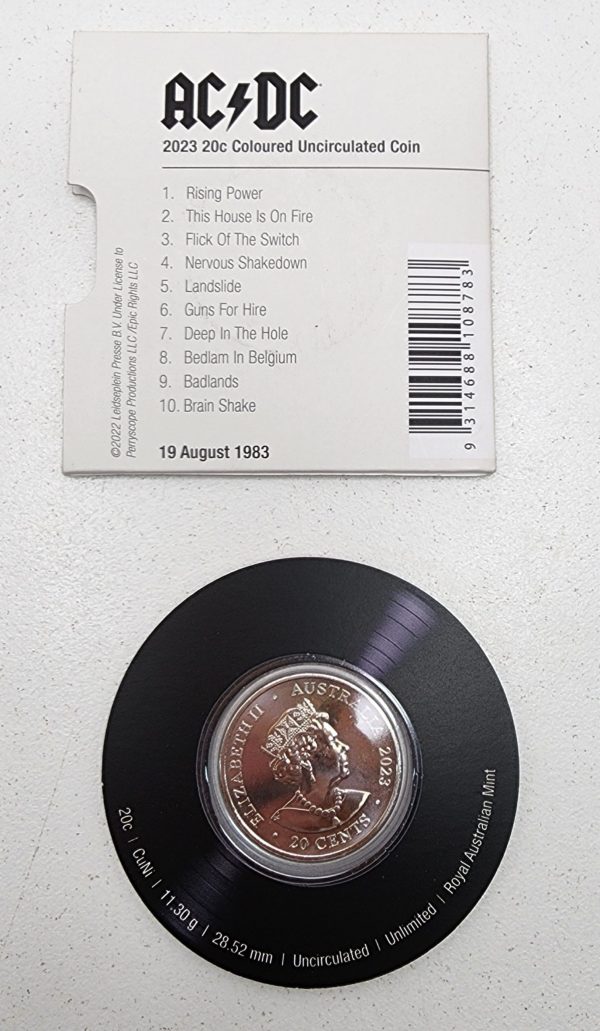 AC DC
2023 20c Coloured Uncirculated Coin
1. Rising Power
2. This House Is On Fire
3. Flick Of The Switch
4. Nervous Shakedown
5. Landslide
6. Guns For Hire
7. Deep In The Hole
8. Bedlam In Belgium
9. Badlands
10. Brain Shake
19 August 1983
©2022 Leidseplein Presse B.V. Under License to
Perryscope Productions LLC /Epic Rights LLC
9 314688 108783
ELIZABETH II • AUSTRALIA 2023 •
• 20 CENTS
20c | CuNi | 11.30 g | 28.52 mm | Uncirculated | Unlimited | Royal Australian Mint